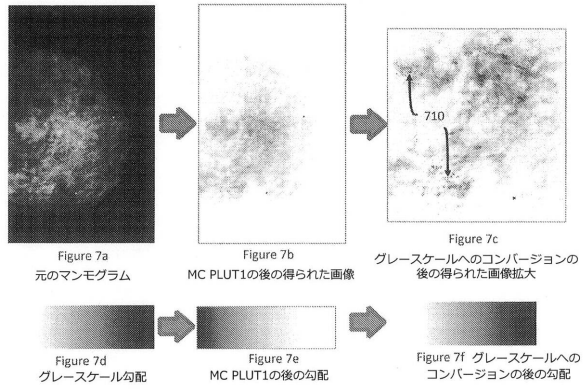 710
Figure 7a
元のマンモグラム
Figure 7b
MC PLUT1の後の得られた画像
Figure 7c
グレースケールへのコンバージョンの
後の得られた画像拡大
Figure 7d
グレースケール勾配
Figure 7e
MC PLUT1の後の勾配
Figure 7f グレースケールへの
コンバージョンの後の勾配